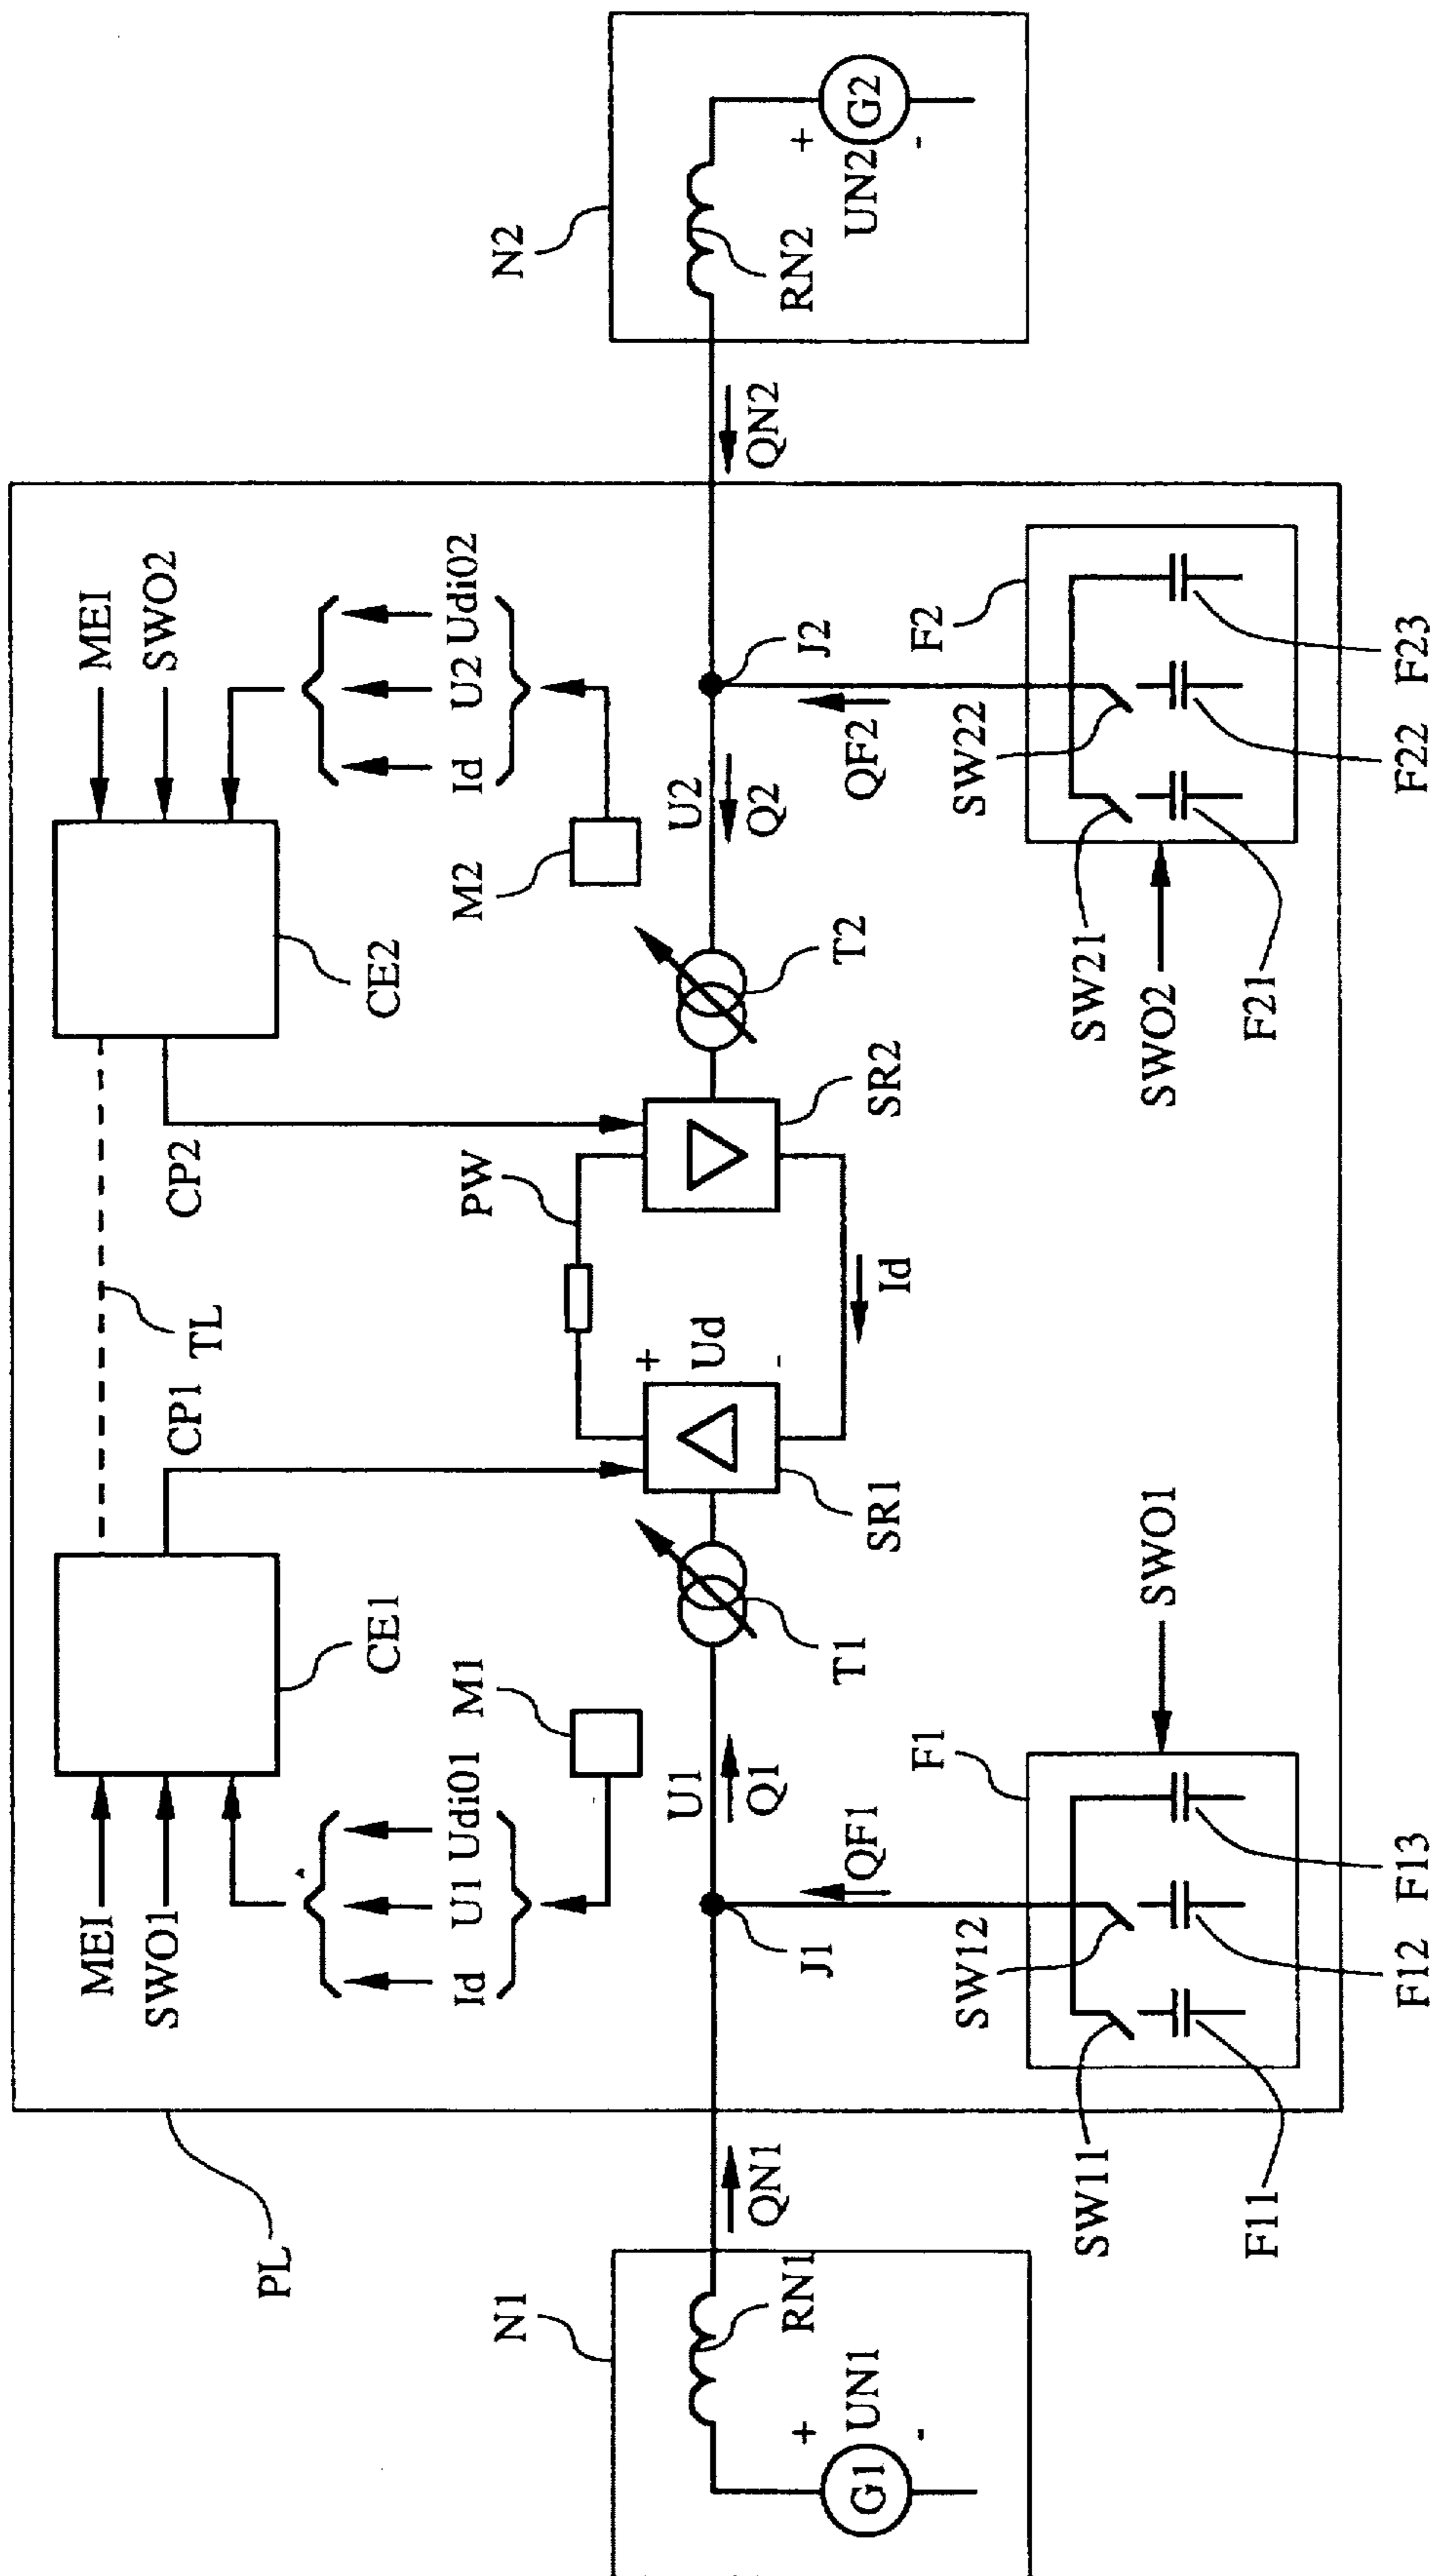 MEI
SWO1
Id
U1
Udi01
M1
CE1
CP1
TL
CP2
CE2
MEI
SWO2
Id
U2
Udi02
M2
PL
N1
G1
+
UN1
-
RN1
QN1
J1
U1
Q1
QF1
T1
SR1
+
Ud
-
PW
Id
SR2
T2
U2
Q2
QF2
J2
QN2
N2
RN2
+
UN2
-
G2
F1
SW11
SW12
F11
F12
F13
SWO1
F2
SW21
SW22
SWO2
F21
F22
F23